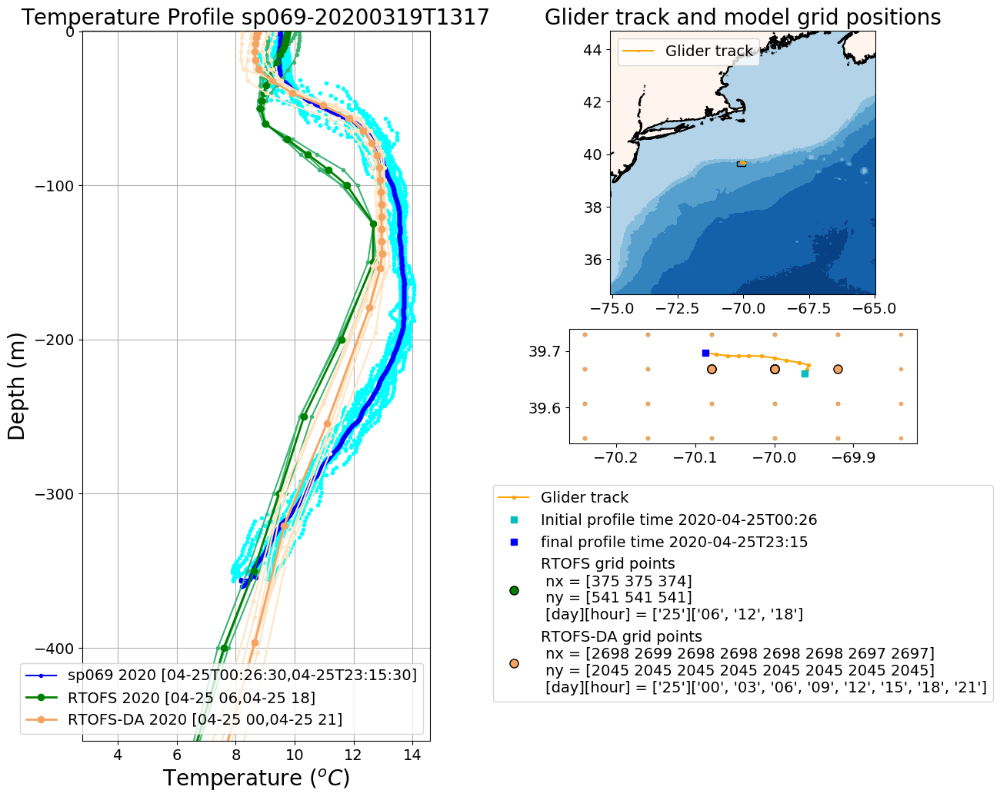 Temperature Profile sp069-20200319T1317
0
−100
−200
−300
−400
Depth (m)
4
6
8
10
12
14
Temperature (°C)
sp069 2020 [04-25T00:26:30,04-25T23:15:30]
RTOFS 2020 [04-25 06,04-25 18]
RTOFS-DA 2020 [04-25 00,04-25 21]
Glider track and model grid positions
Glider track
44
42
40
38
36
−75.0
−72.5
−70.0
−67.5
−65.0
39.7
39.6
−70.2
−70.1
−70.0
−69.9
Glider track
Initial profile time 2020-04-25T00:26
final profile time 2020-04-25T23:15
RTOFS grid points
nx = [375 375 374]
ny = [541 541 541]
[day][hour] = ['25']['06', '12', '18']
RTOFS-DA grid points
nx = [2698 2699 2698 2698 2698 2698 2697 2697]
ny = [2045 2045 2045 2045 2045 2045 2045 2045]
[day][hour] = ['25']['00', '03', '06', '09', '12', '15', '18', '21']